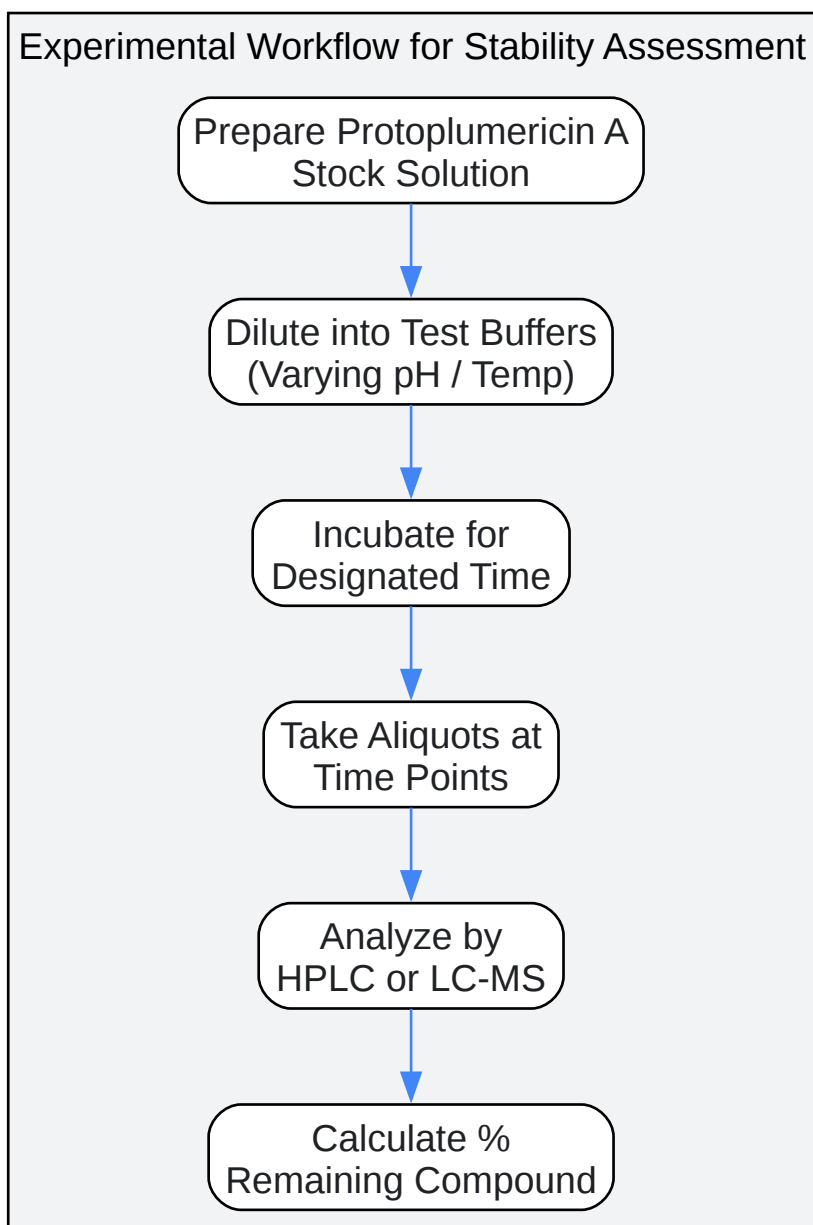 Experimental Workflow for Stability Assessment
Prepare Protoplumericin A
Stock Solution
Dilute into Test Buffers
(Varying pH / Temp)
Incubate for
Designated Time
Take Aliquots at
Time Points
Analyze by
HPLC or LC-MS
Calculate %
Remaining Compound